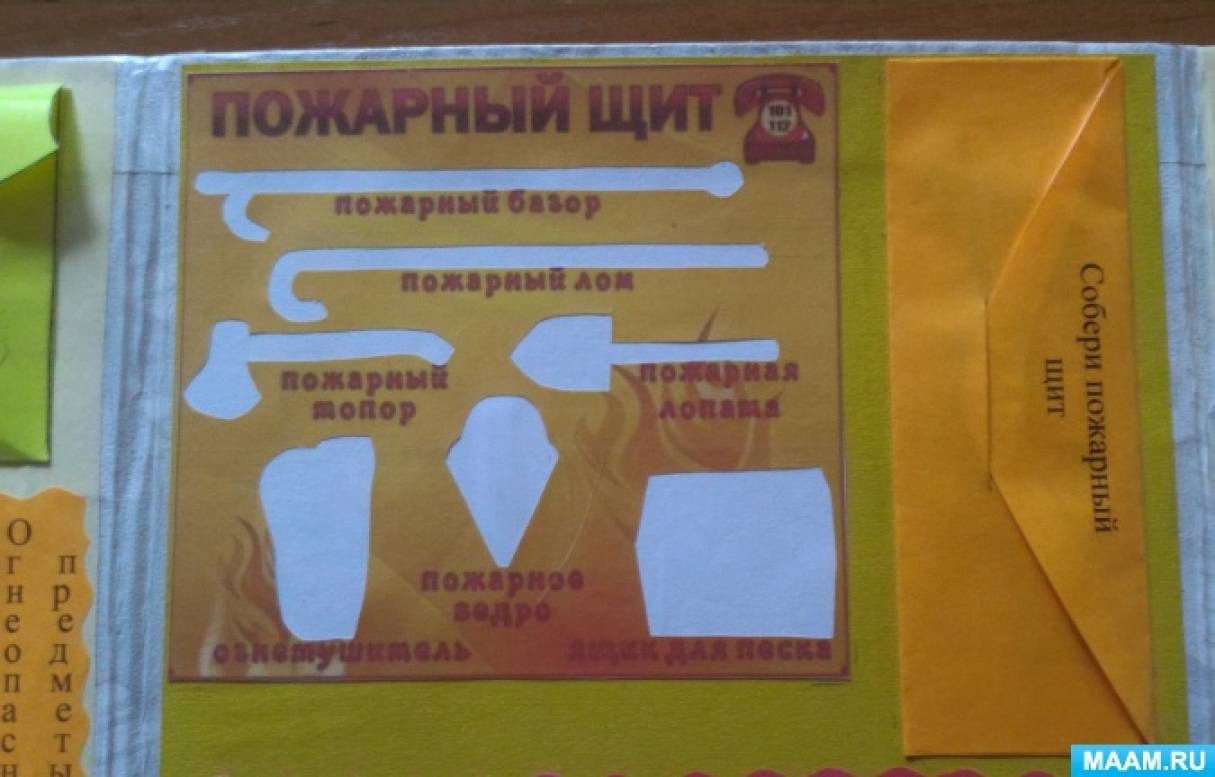 ПОЖАРНЫЙ ЩИТ
101
112
пожарный багор
пожарный лом
пожарный
топор
пожарная
лопата
пожарное
ведро
огнетушитель
ящик для песка
Собери пожарный
щит
предметы
MAAM.RU